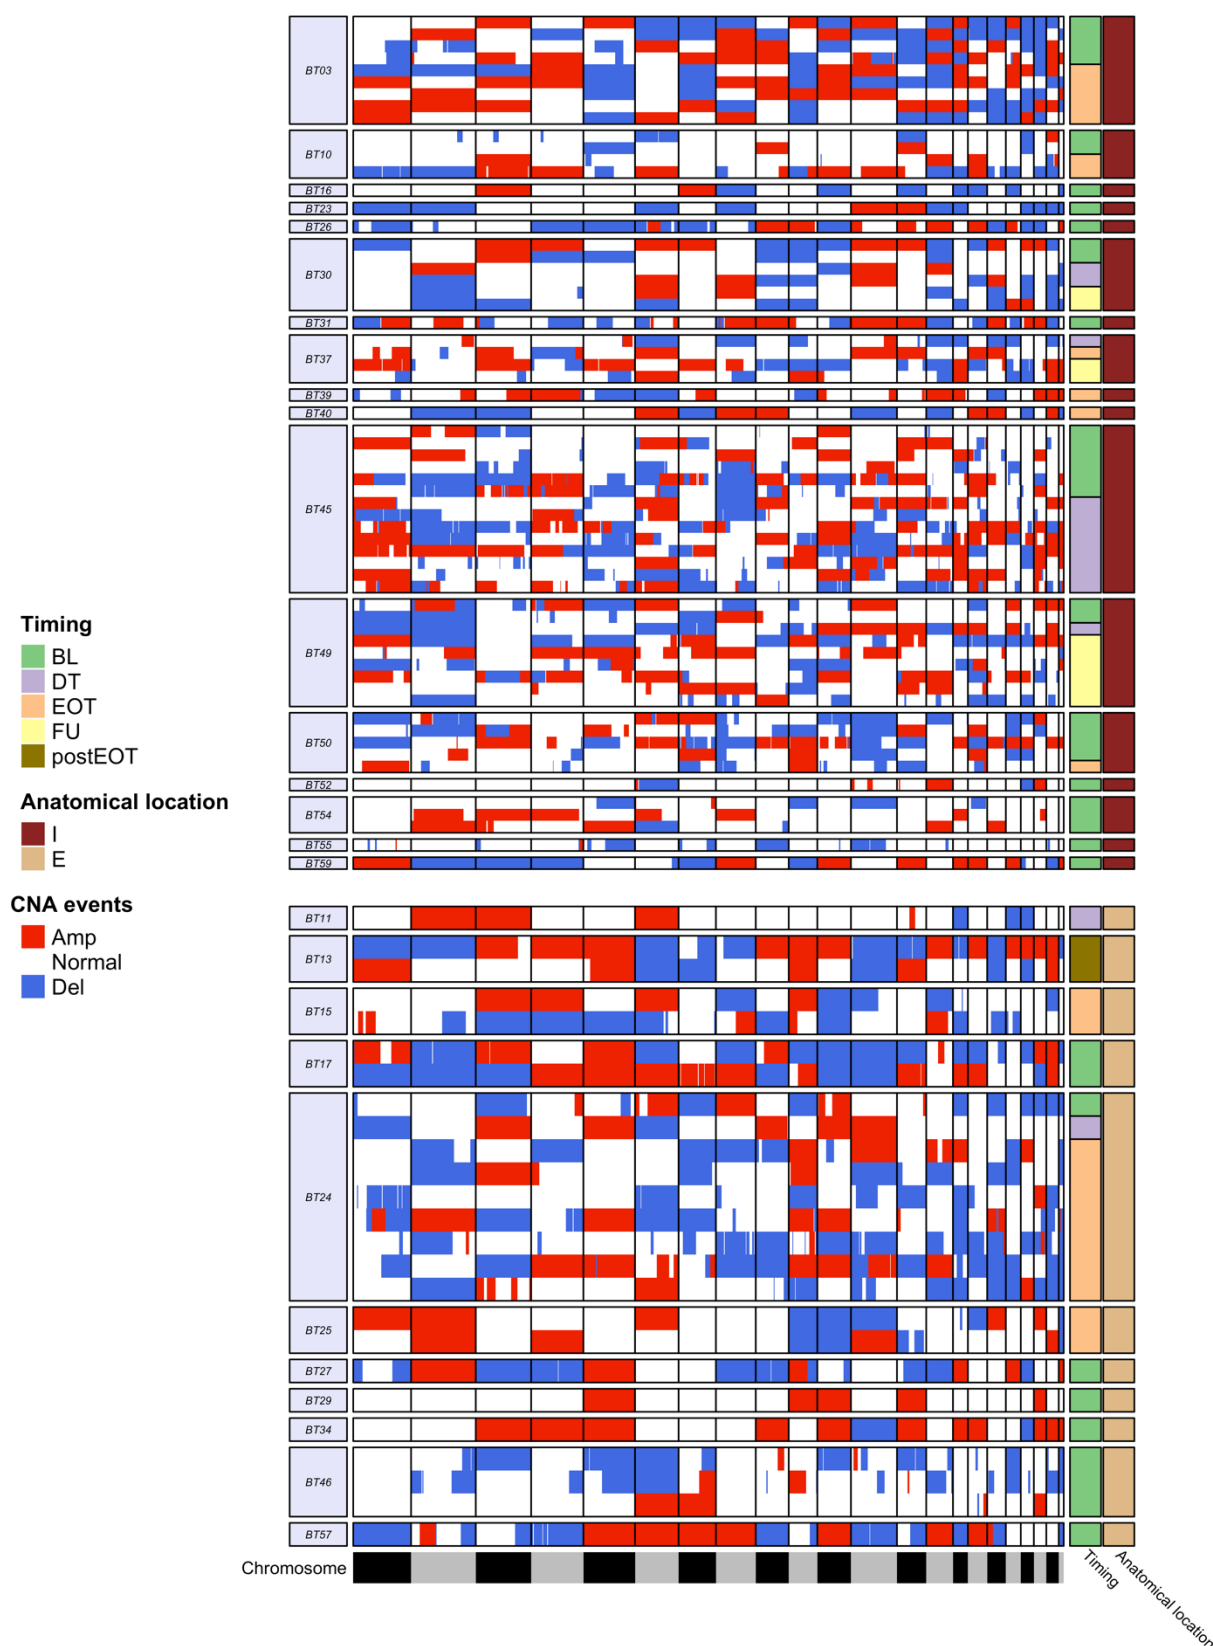 BT03
BT10
BT16
BT23
BT26
BT30
BT31
BT37
BT39
BT40
BT45
BT49
BT50
BT52
BT54
BT55
BT59
Timing
BL
DT
EOT
FU
postEOT
Anatomical location
I
E
CNA events
Amp
Normal
Del
BT11
BT13
BT15
BT17
BT24
BT25
BT27
BT29
BT34
BT46
BT57
Chromosome
Timing
Anatomical location